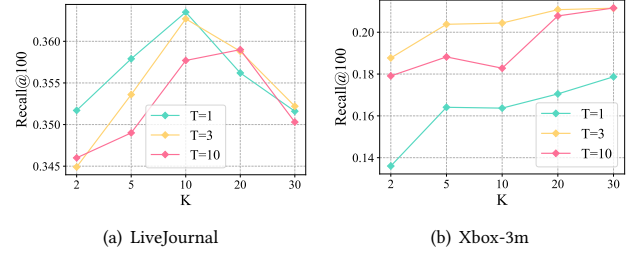 0.360
0.355
0.350
0.345
Recall@100
T=1
T=3
T=10
2 5 10 20 30
K
(a) LiveJournal
0.20
0.18
0.16
0.14
Recall@100
T=1
T=3
T=10
2 5 10 20 30
K
(b) Xbox-3m